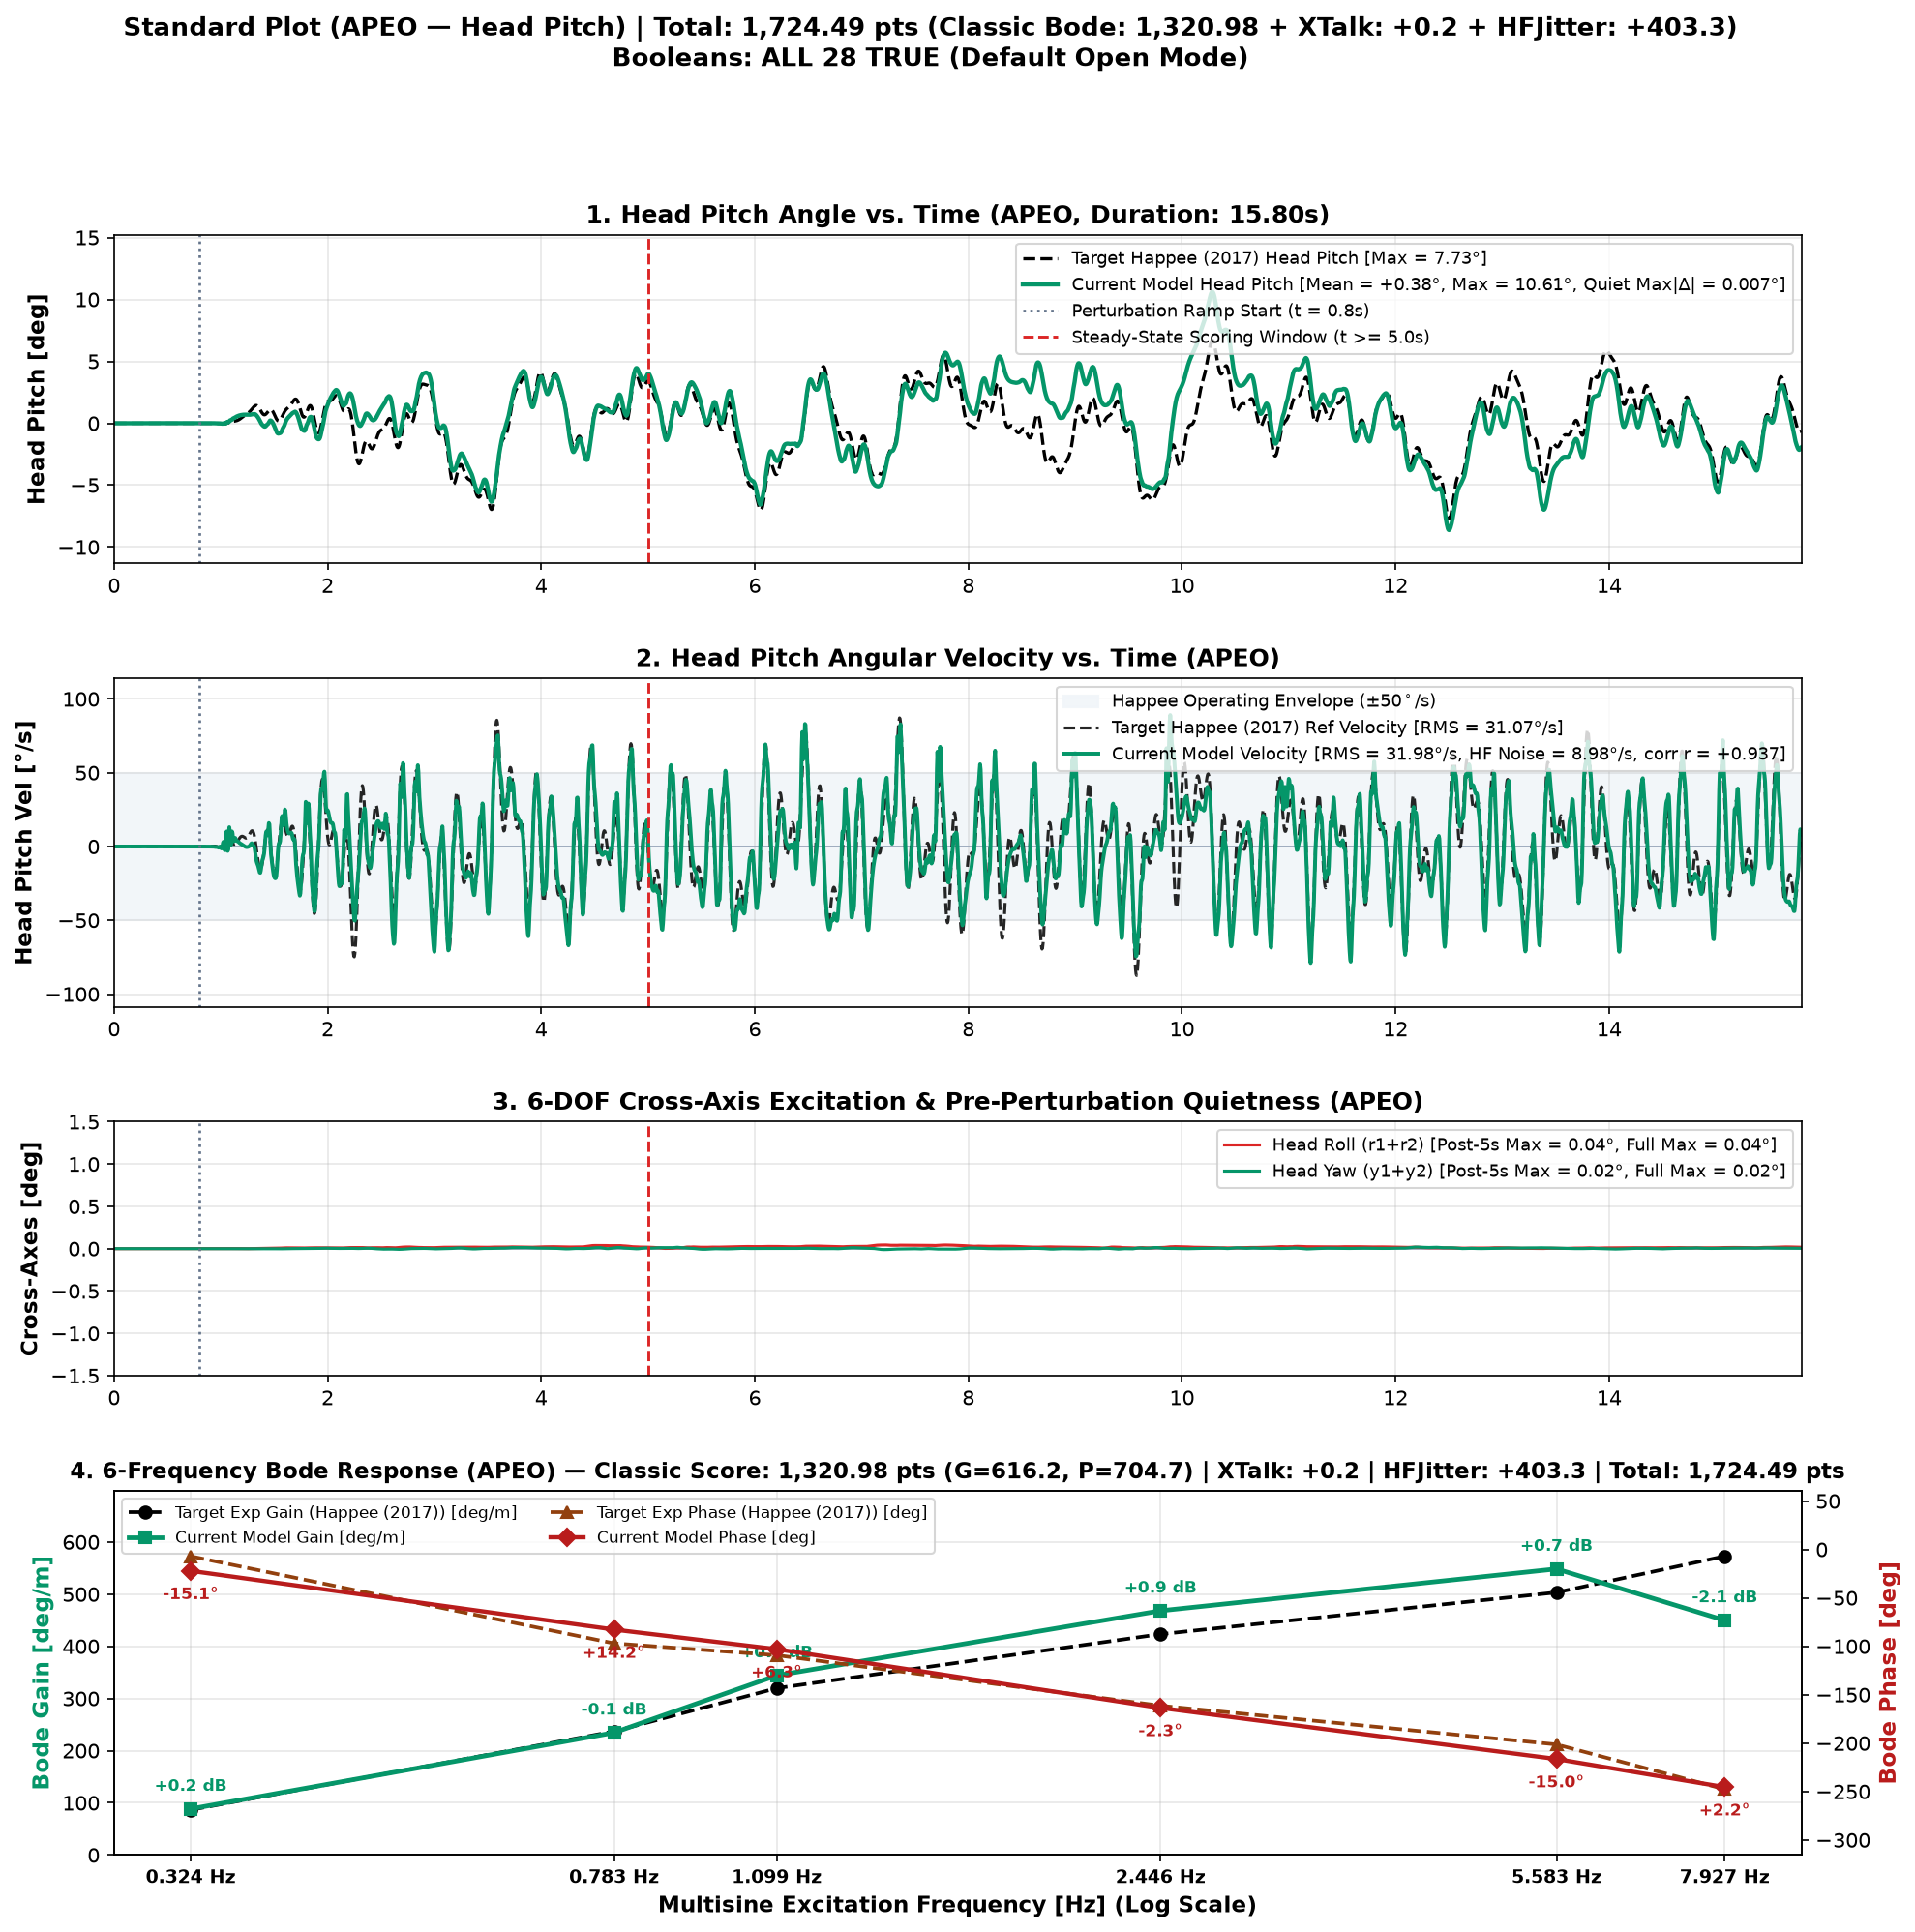 Standard Plot (APEO — Head Pitch) | Total: 1,724.49 pts (Classic Bode: 1,320.98 + XTalk: +0.2 + HFJitter: +403.3)
Booleans: ALL 28 TRUE (Default Open Mode)
1. Head Pitch Angle vs. Time (APEO, Duration: 15.80s)
Head Pitch [deg]
15
10
5
0
−5
−10
Target Happee (2017) Head Pitch [Max = 7.73°]
Current Model Head Pitch [Mean = +0.38°, Max = 10.61°, Quiet Max|Δ| = 0.007°]
Perturbation Ramp Start (t = 0.8s)
Steady-State Scoring Window (t >= 5.0s)
0 2 4 6 8 10 12 14
2. Head Pitch Angular Velocity vs. Time (APEO)
Head Pitch Vel [°/s]
100
50
0
−50
−100
Happee Operating Envelope (±50°/s)
Target Happee (2017) Ref Velocity [RMS = 31.07°/s]
Current Model Velocity [RMS = 31.98°/s, HF Noise = 8.98°/s, corr r = +0.937]
0 2 4 6 8 10 12 14
3. 6-DOF Cross-Axis Excitation & Pre-Perturbation Quietness (APEO)
Cross-Axes [deg]
1.5
1.0
0.5
0.0
−0.5
−1.0
−1.5
Head Roll (r1+r2) [Post-5s Max = 0.04°, Full Max = 0.04°]
Head Yaw (y1+y2) [Post-5s Max = 0.02°, Full Max = 0.02°]
0 2 4 6 8 10 12 14
4. 6-Frequency Bode Response (APEO) — Classic Score: 1,320.98 pts (G=616.2, P=704.7) | XTalk: +0.2 | HFJitter: +403.3 | Total: 1,724.49 pts
Bode Gain [deg/m]
600
500
400
300
200
100
0
Target Exp Gain (Happee (2017)) [deg/m]
Current Model Gain [deg/m]
Target Exp Phase (Happee (2017)) [deg]
Current Model Phase [deg]
+0.2 dB
-0.1 dB
+0.9 dB
+0.7 dB
-2.1 dB
-15.1°
+14.2°
+6.3°
-2.3°
-15.0°
+2.2°
50
0
−50
−100
−150
−200
−250
−300
Bode Phase [deg]
0.324 Hz 0.783 Hz 1.099 Hz 2.446 Hz 5.583 Hz 7.927 Hz
Multisine Excitation Frequency [Hz] (Log Scale)